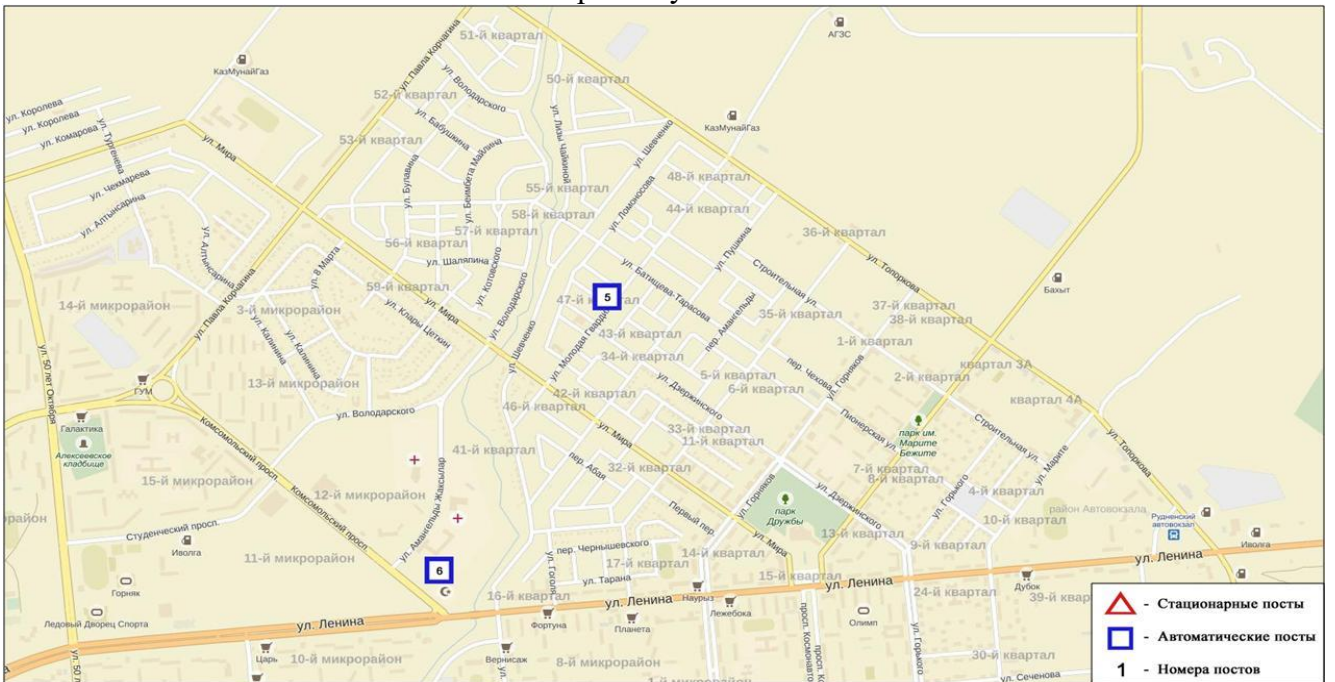 51-й квартал
ул. Павла Корчагина
АГЗС
КазМунайГаз
50-й квартал
ул. Володарского
52-й квартал
ул. Королева
ул. Королева
ул. Комарова
ул. Тургенева
ул. Мира
ул. Бабушкина
53-й квартал
ул. Лизы Чайкиной
ул. Шевченко
КазМунайГаз
ул. Чехмарева
ул. Алтынсарина
ул. Булавина
ул. Беимбета Майлина
55-й квартал
48-й квартал
ул. Ломоносова
44-й квартал
58-й квартал
57-й квартал
56-й квартал
36-й квартал
ул. Пушкина
ул. Алтынсарина
ул. 8 Марта
ул. Шаляпина
ул. Котовского
ул. Батищева-Тарасова
Строительная ул.
ул. Топоркова
Бахыт
59-й квартал
14-й микрорайон
3-й микрорайон
ул. Павла Корчагина
ул. Мира
ул. Клары Цеткин
ул. Володарского
47-й квартал
5
37-й квартал
38-й квартал
35-й квартал
пер. Амангельды
43-й квартал
1-й квартал
ул. Калинина
ул. Калинина
ул. Шевченко
ул. Молодая Гвардия
34-й квартал
квартал 3А
5-й квартал
6-й квартал
пер. Чехова
ул. Горняков
2-й квартал
ул. 50 лет Октября
ГУМ
13-й микрорайон
42-й квартал
46-й квартал
ул. Дзержинского
квартал 4А
Галактика
ул. Володарского
ул. Мира
33-й квартал
11-й квартал
Пионерская ул.
парк им.
Марите
Бежите
Строительная ул.
ул. Топоркова
Алексеевское
кладбище
Комсомольский просп.
41-й квартал
пер. Абая
32-й квартал
7-й квартал
8-й квартал
ул. Марите
15-й микрорайон
12-й микрорайон
ул. Амангельды Жаксылар
ул. Горняков
парк
Дружбы
ул. Дзержинского
ул. Горького
4-й квартал
район Автовокзала
Рудненский
автовокзал
Студенческий просп.
Комсомольский просп.
Первый пер.
ул. Мира
13-й квартал
10-й квартал
Иволга
11-й микрорайон
пер. Чернышевского
14-й квартал
9-й квартал
Иволга
ул. Ленина
6
ул. Гоголя
17-й квартал
ул. Тарана
15-й квартал
ул. Ленина
Горняк
16-й квартал
ул. Ленина
Наурыз
Лежебока
24-й квартал
Дубок
39-й квар
Ледовый Дворец Спорта
ул. Ленина
Фортуна
Планета
просп. Космонавто
Олимп
ул. Горького
Царь
10-й микрорайон
Вернисаж
8-й микрорайон
30-й квартал
ул. Сеченова
- Стационарные посты
- Автоматические посты
1 - Номера постов